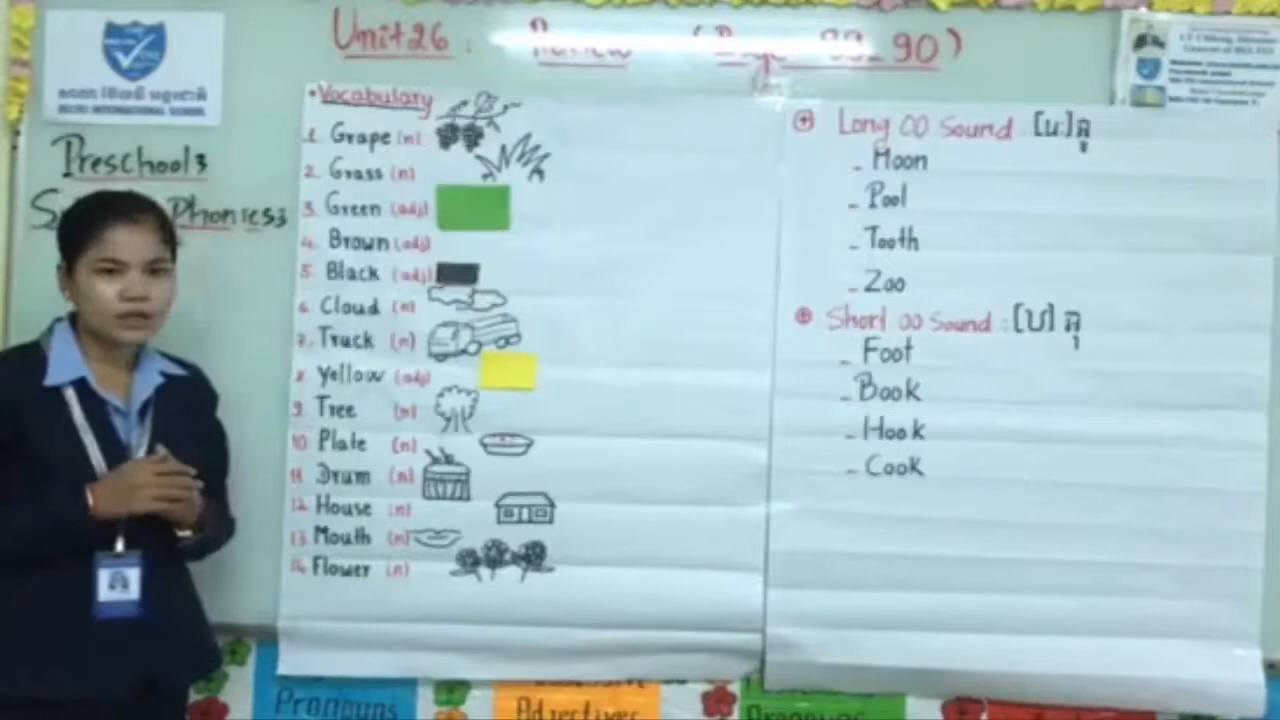 Unit 26 : Review (Page 89-90)
Preschool 3
Phonics 3
• Vocabulary
1. Grape (n)
2. Grass (n)
3. Green (adj)
4. Brown (adj)
5. Black (adj)
6. Cloud (n)
7. Truck (n)
8. Yellow (adj)
9. Tree (n)
10. Plate (n)
11. Drum (n)
12. House (n)
13. Mouth (n)
14. Flower (n)
Long oo Sound :
- Moon
- Pool
- Tooth
- Zoo
Short oo Sound :
- Foot
- Book
- Hook
- Cook
INTERNATIONAL SCHOOL
Pronouns
Adjectives
Pronouns